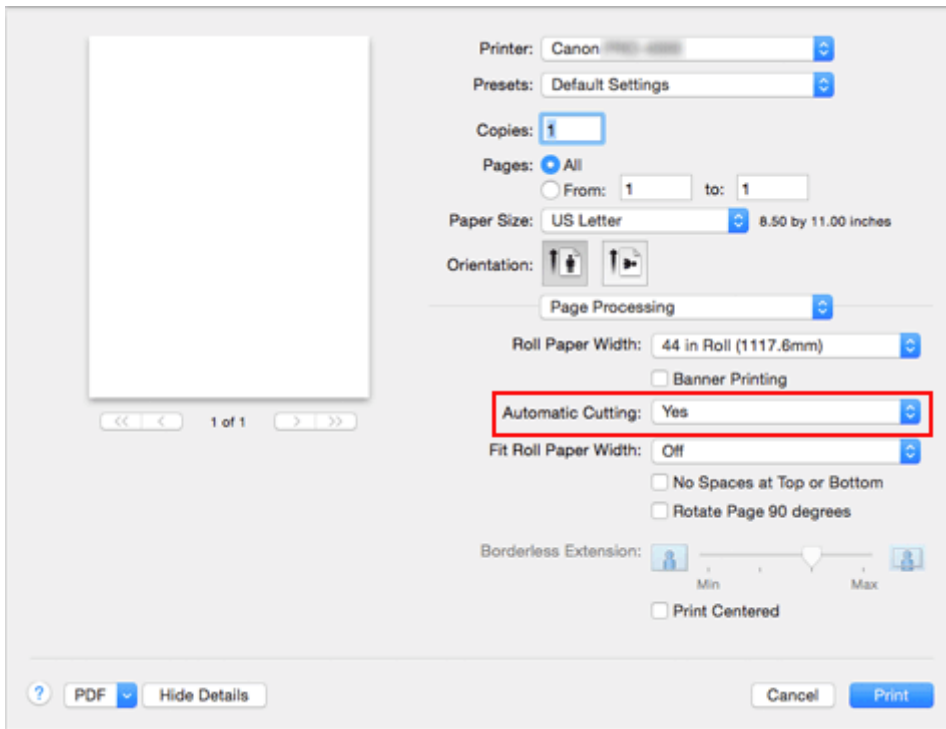 Printer: Canon
Presets: Default Settings
Copies: 1
Pages: All
From: 1 to: 1
Paper Size: US Letter 8.50 by 11.00 inches
Orientation:
Page Processing
Roll Paper Width: 44 in Roll (1117.6mm)
Banner Printing
<< < 1 of 1 > >>
Automatic Cutting: Yes
Fit Roll Paper Width: Off
No Spaces at Top or Bottom
Rotate Page 90 degrees
Borderless Extension:
Min Max
Print Centered
? PDF Hide Details Cancel Print